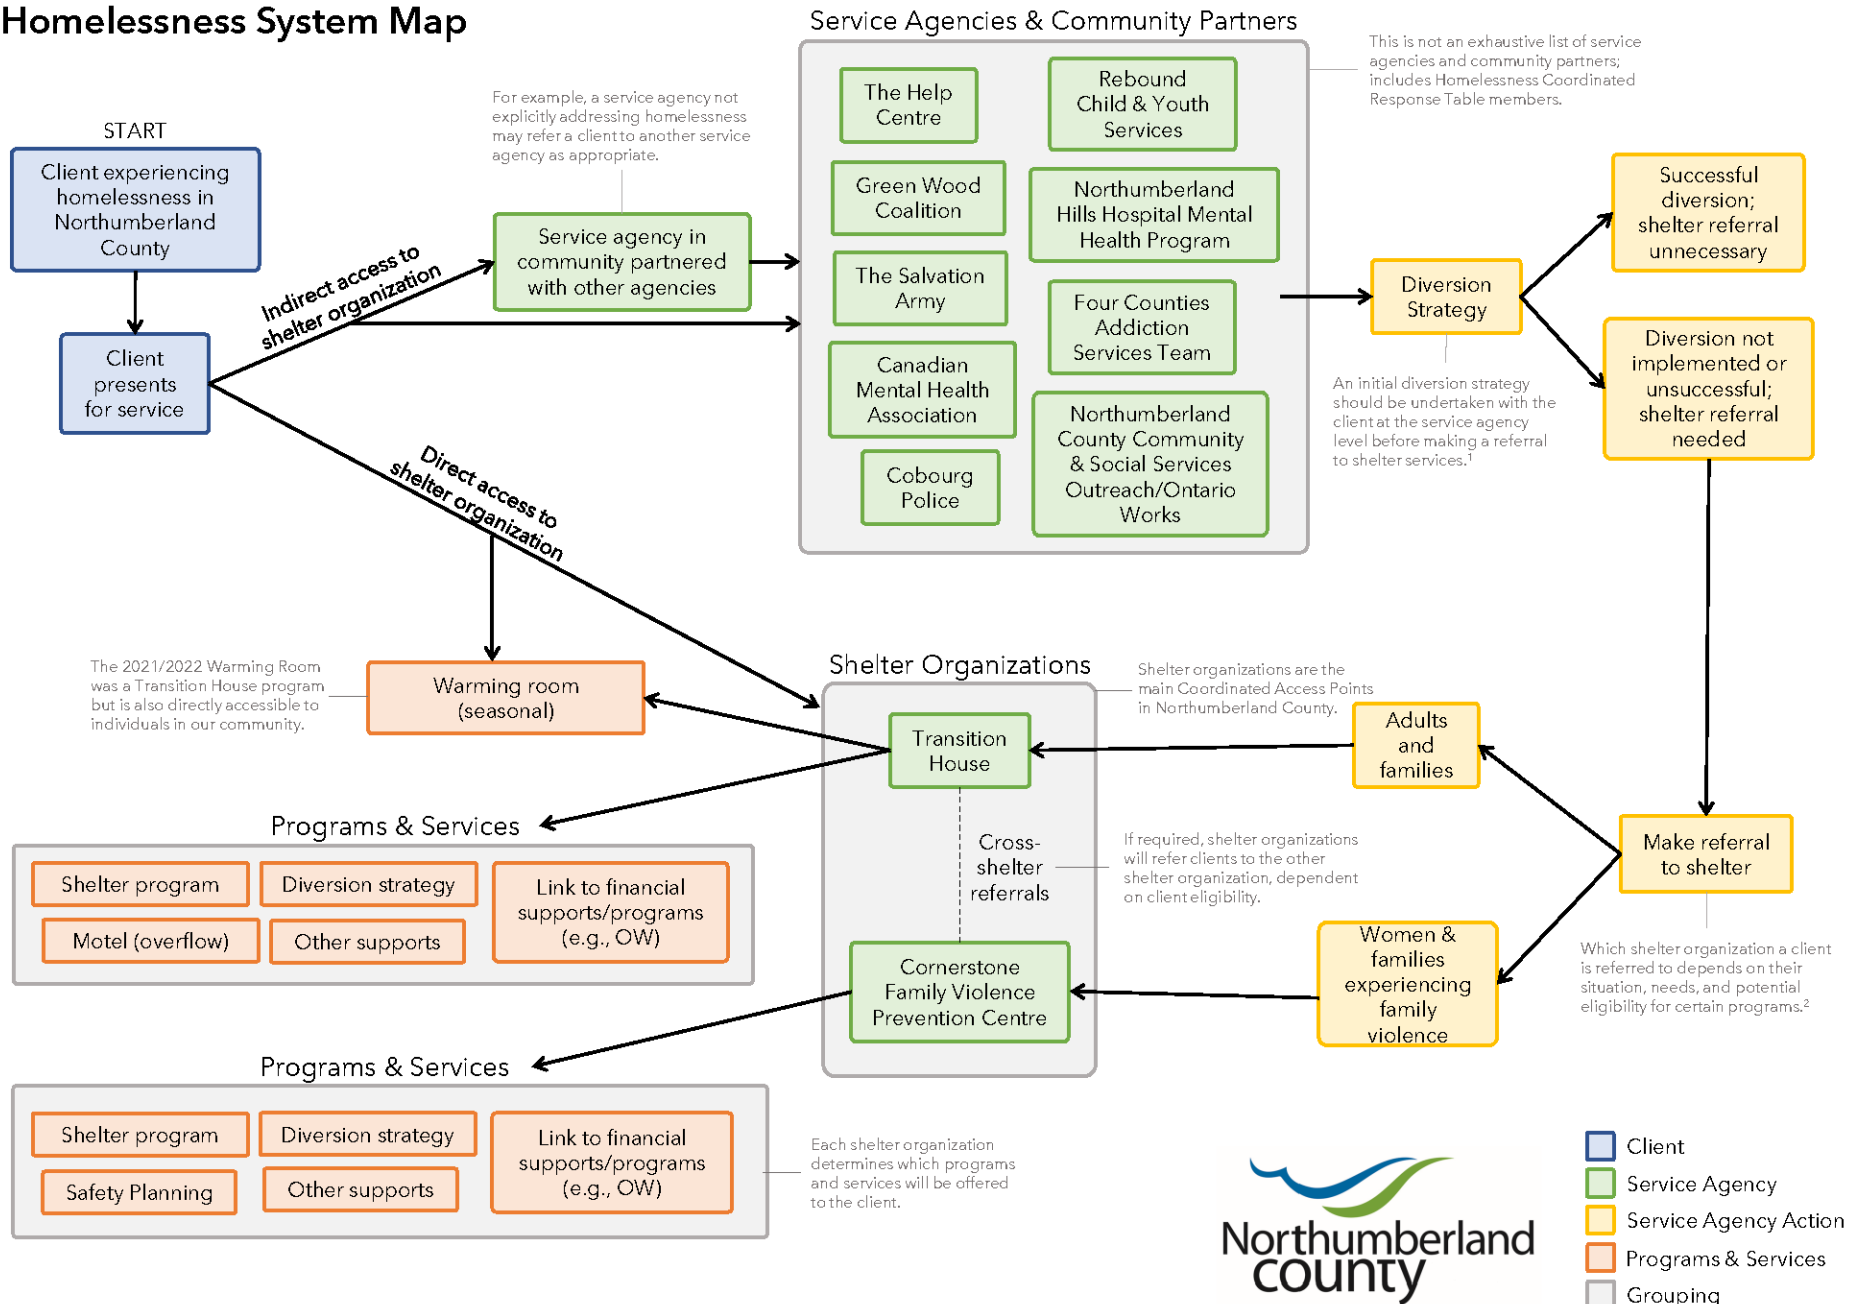 Homelessness System Map
START
Client experiencing
homelessness in
Northumberland
County
Client
presents
for service
Indirect access to
shelter organization
Direct access to
shelter organization
For example, a service agency not
explicitly addressing homelessness
may refer a client to another service
agency as appropriate.
Service agency in
community partnered
with other agencies
Service Agencies & Community Partners
The Help
Centre
Green Wood
Coalition
The Salvation
Army
Canadian
Mental Health
Association
Cobourg
Police
Rebound
Child & Youth
Services
Northumberland
Hills Hospital Mental
Health Program
Four Counties
Addiction
Services Team
Northumberland
County Community
& Social Services
Outreach/Ontario
Works
This is not an exhaustive list of service
agencies and community partners;
includes Homelessness Coordinated
Response Table members.
Diversion
Strategy
An initial diversion strategy
should be undertaken with the
client at the service agency
level before making a referral
to shelter services.¹
Successful
diversion;
shelter referral
unnecessary
Diversion not
implemented or
unsuccessful;
shelter referral
needed
The 2021/2022 Warming Room
was a Transition House program
but is also directly accessible to
individuals in our community.
Warming room
(seasonal)
Shelter Organizations
Transition
House
Cross-
shelter
referrals
Cornerstone
Family Violence
Prevention Centre
Shelter organizations are the
main Coordinated Access Points
in Northumberland County.
If required, shelter organizations
will refer clients to the other
shelter organization, dependent
on client eligibility.
Adults
and
families
Women &
families
experiencing
family
violence
Make referral
to shelter
Which shelter organization a client
is referred to depends on their
situation, needs, and potential
eligibility for certain programs.²
Programs & Services
Shelter program
Diversion strategy
Link to financial
supports/programs
(e.g., OW)
Motel (overflow)
Other supports
Programs & Services
Shelter program
Diversion strategy
Link to financial
supports/programs
(e.g., OW)
Safety Planning
Other supports
Each shelter organization
determines which programs
and services will be offered
to the client.
Northumberland
county
Client
Service Agency
Service Agency Action
Programs & Services
Grouping